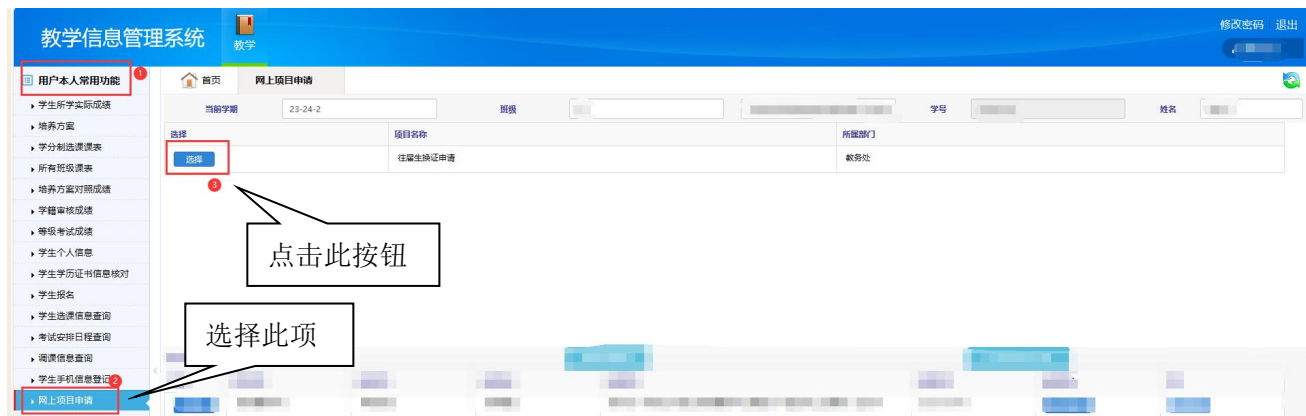 教学信息管理系统
教学
修改密码 退出
用户本人常用功能 1
首页 网上项目申请
学生所学实际成绩
培养方案
学分制选课课表
所有班级课表
培养方案对照成绩
学籍审核成绩
等级考试成绩
学生个人信息
学生学历证书信息核对
学生报名
学生选课信息查询
考试安排日程查询
调课信息查询
学生手机信息登记 2
网上项目申请
当前学期 23-24-2 班级 学号 姓名
选择 项目名称 所属部门
选择 往届生换证申请 教务处
3
点击此按钮
选择此项